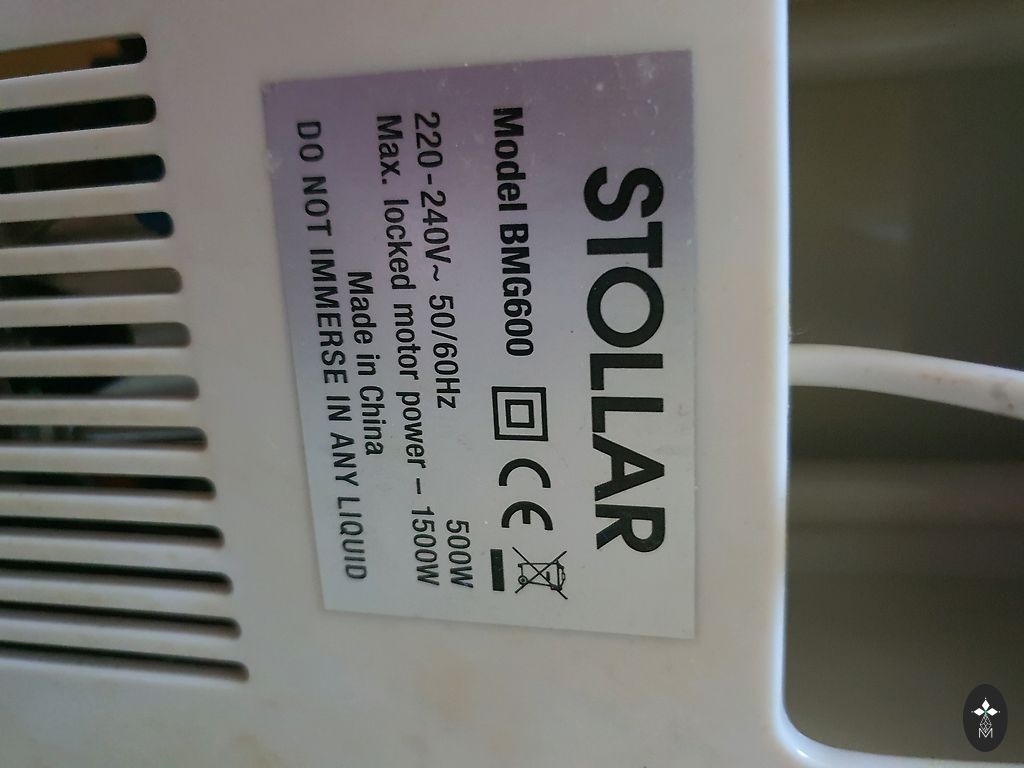 STOLLAR
Model BMG600 CE
220-240V~ 50/60Hz 500W
Max. locked motor power – 1500W
Made in China
DO NOT IMMERSE IN ANY LIQUID
M